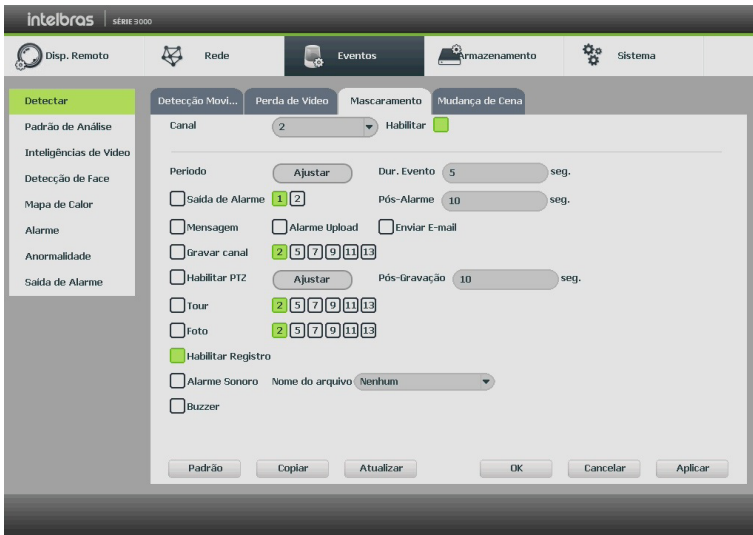 intelbras SÉRIE 3000
Disp. Remoto Rede Eventos Armazenamento Sistema
Detectar
Padrão de Análise
Inteligências de Video
Detecção de Face
Mapa de Calor
Alarme
Anormalidade
Saída de Alarme
Detecção Movi... Perda de Video Mascaramento Mudança de Cena
Canal 2 Habilitar
Periodo Ajustar Dur. Evento 5 seg.
Saída de Alarme 1 2 Pós-Alarme 10 seg.
Mensagem Alarme Upload Enviar E-mail
Gravar canal 2 5 7 9 11 13
Habilitar PTZ Ajustar Pós-Gravação 10 seg.
Tour 2 5 7 9 11 13
Foto 2 5 7 9 11 13
Habilitar Registro
Alarme Sonoro Nome do arquivo Nenhum
Buzzer
Padrão Copiar Atualizar OK Cancelar Aplicar